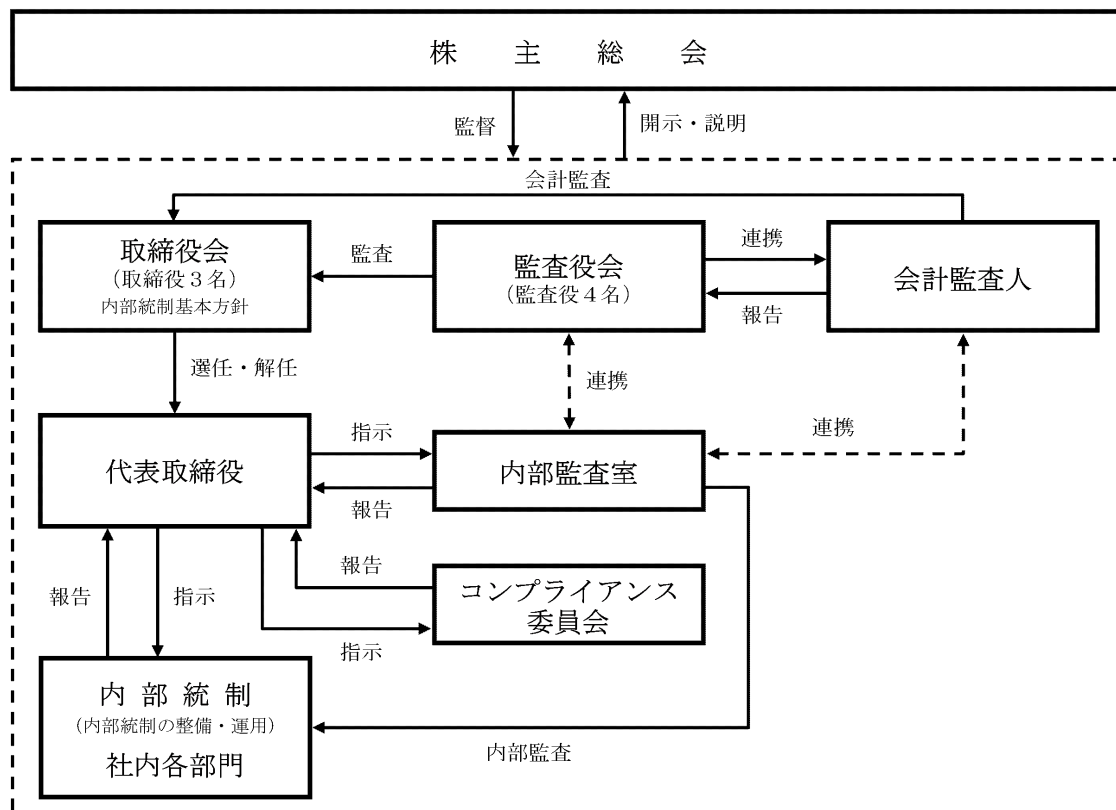 株主総会
監督
開示・説明
会計監査
取締役会
（取締役３名）
内部統制基本方針
監査
監査役会
（監査役４名）
連携
報告
会計監査人
選任・解任
連携
連携
代表取締役
指示
報告
内部監査室
報告
指示
報告
指示
コンプライアンス
委員会
内部統制
（内部統制の整備・運用）
社内各部門
内部監査